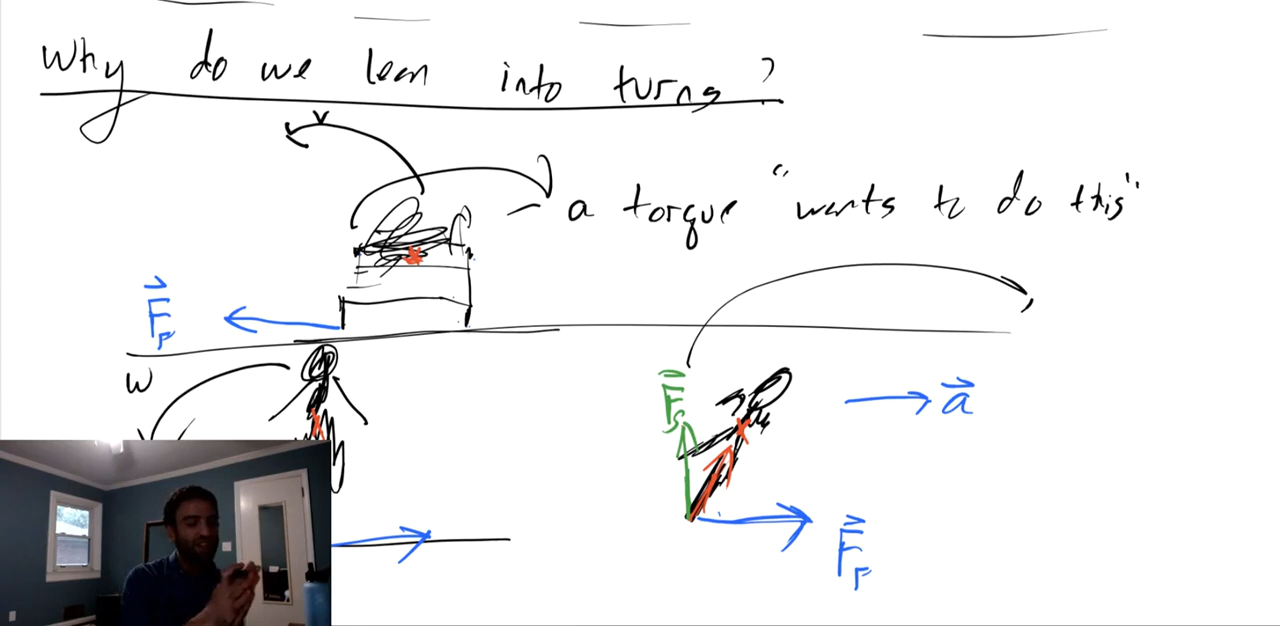 Why do we lean into turns?
a torque "wants to do this"
F_F
w
F_S
a
F_F